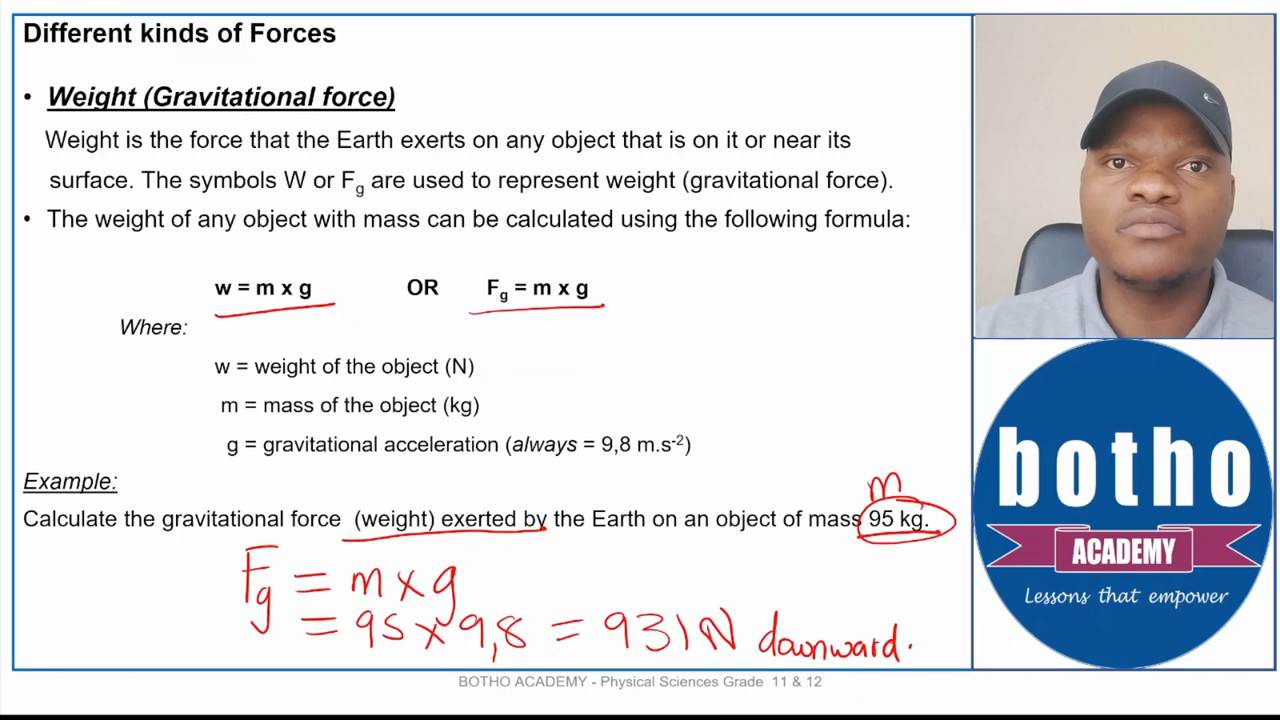 Different kinds of Forces
• Weight (Gravitational force)
Weight is the force that the Earth exerts on any object that is on it or near its
surface. The symbols W or Fg are used to represent weight (gravitational force).
• The weight of any object with mass can be calculated using the following formula:
w = m x g OR Fg = m x g
Where:
w = weight of the object (N)
m = mass of the object (kg)
g = gravitational acceleration (always = 9,8 m.s-2)
Example:
m
Calculate the gravitational force (weight) exerted by the Earth on an object of mass 95 kg.
Fg = m x g
= 95 x 9,8 = 931 N downward.
BOTHO ACADEMY - Physical Sciences Grade 11 & 12
botho
ACADEMY
Lessons that empower